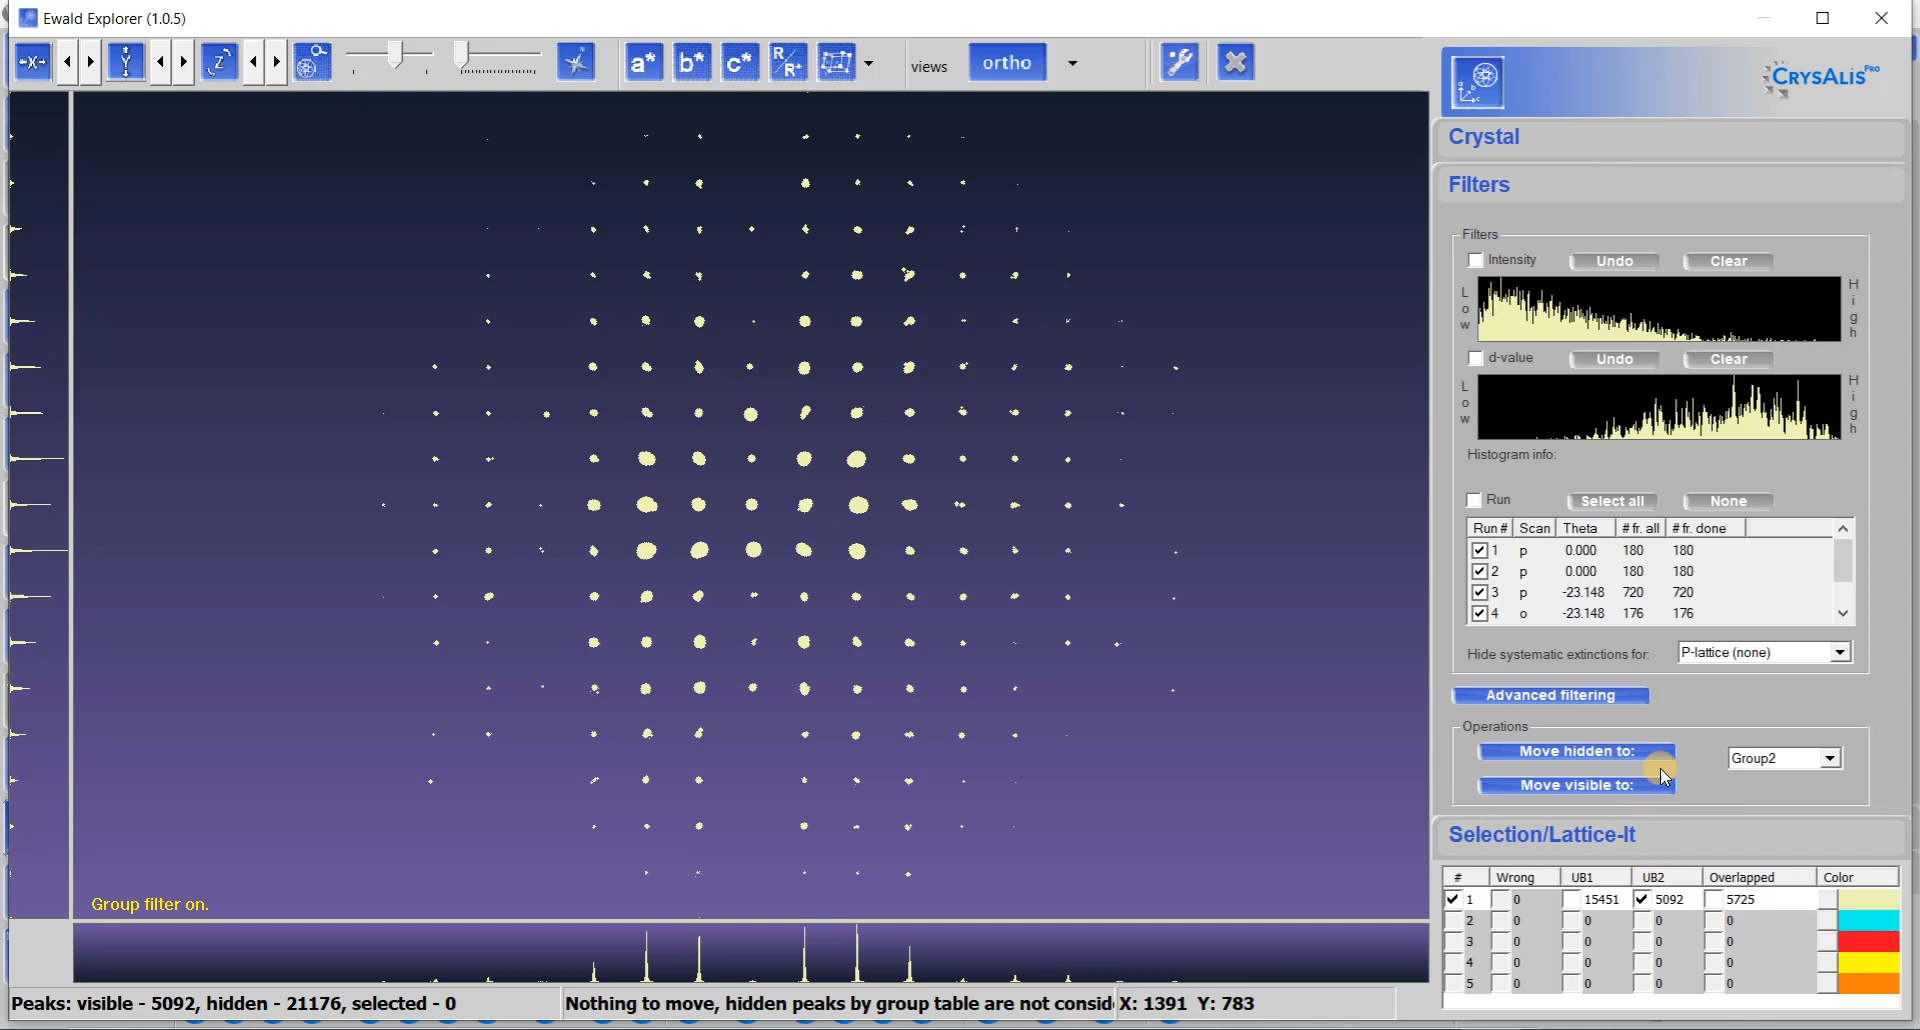 Ewald Explorer (1.0.5)
X Y Z a* b* c* R/R* views ortho
CRYSALIS PRO
Crystal
Filters
Filters
Intensity Undo Clear
Low High
d-value Undo Clear
Low High
Histogram info:
Run Select all None
Run # Scan Theta # fr. all # fr. done
1 p 0.000 180 180
2 p 0.000 180 180
3 p -23.148 720 720
4 o -23.148 176 176
Hide systematic extinctions for: P-lattice (none)
Advanced filtering
Operations
Move hidden to: Group2
Move visible to:
Selection/Lattice-It
# Wrong UB1 UB2 Overlapped Color
1 0 15451 5092 5725
2 0 0 0 0
3 0 0 0 0
4 0 0 0 0
5 0 0 0 0
Group filter on.
Peaks: visible - 5092, hidden - 21176, selected - 0 Nothing to move, hidden peaks by group table are not consid X: 1391 Y: 783